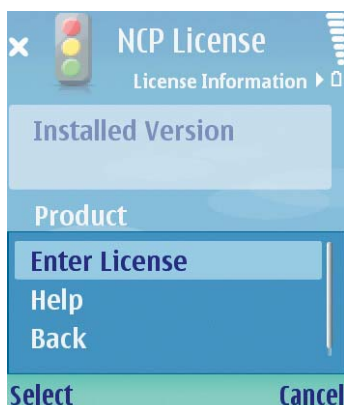 NCP License
License Information
Installed Version
Product
Enter License
Help
Back
Select Cancel